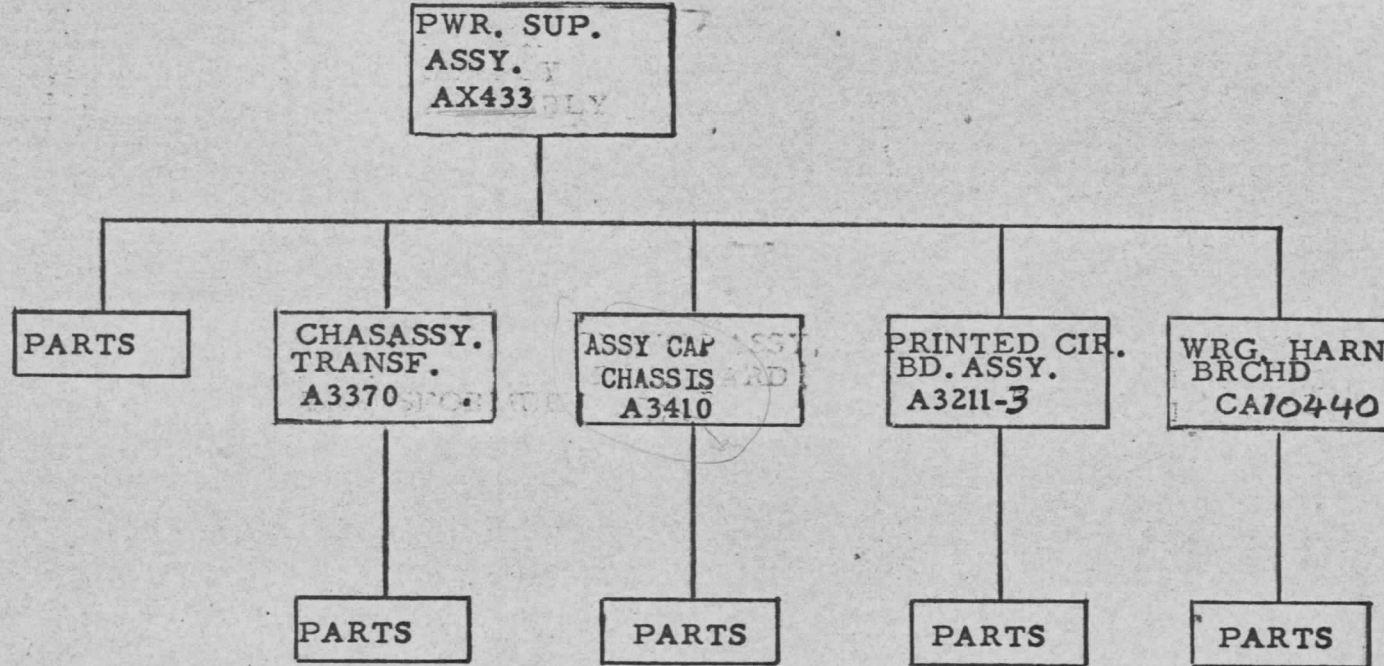 PWR. SUP.
ASSY.
AX433
PARTS
CHASASSY.
TRANSF.
A3370
ASSY CAP
CHASSIS
A3410
PRINTED CIR.
BD. ASSY.
A3211-3
WRG. HARN
BRCHD
CA10440
PARTS
PARTS
PARTS
PARTS